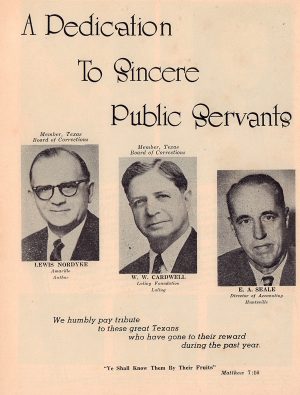 A Dedication
To Sincere
Public Servants
Member, Texas
Board of Corrections
LEWIS NORDYKE
Amarillo
Author
Member, Texas
Board of Corrections
W. W. CARDWELL
Luling Foundation
Luling
E. A. SEALE
Director of Accounting
Huntsville
We humbly pay tribute
to these great Texans
who have gone to their reward
during the past year.
"Ye Shall Know Them By Their Fruits"
Matthew 7:16